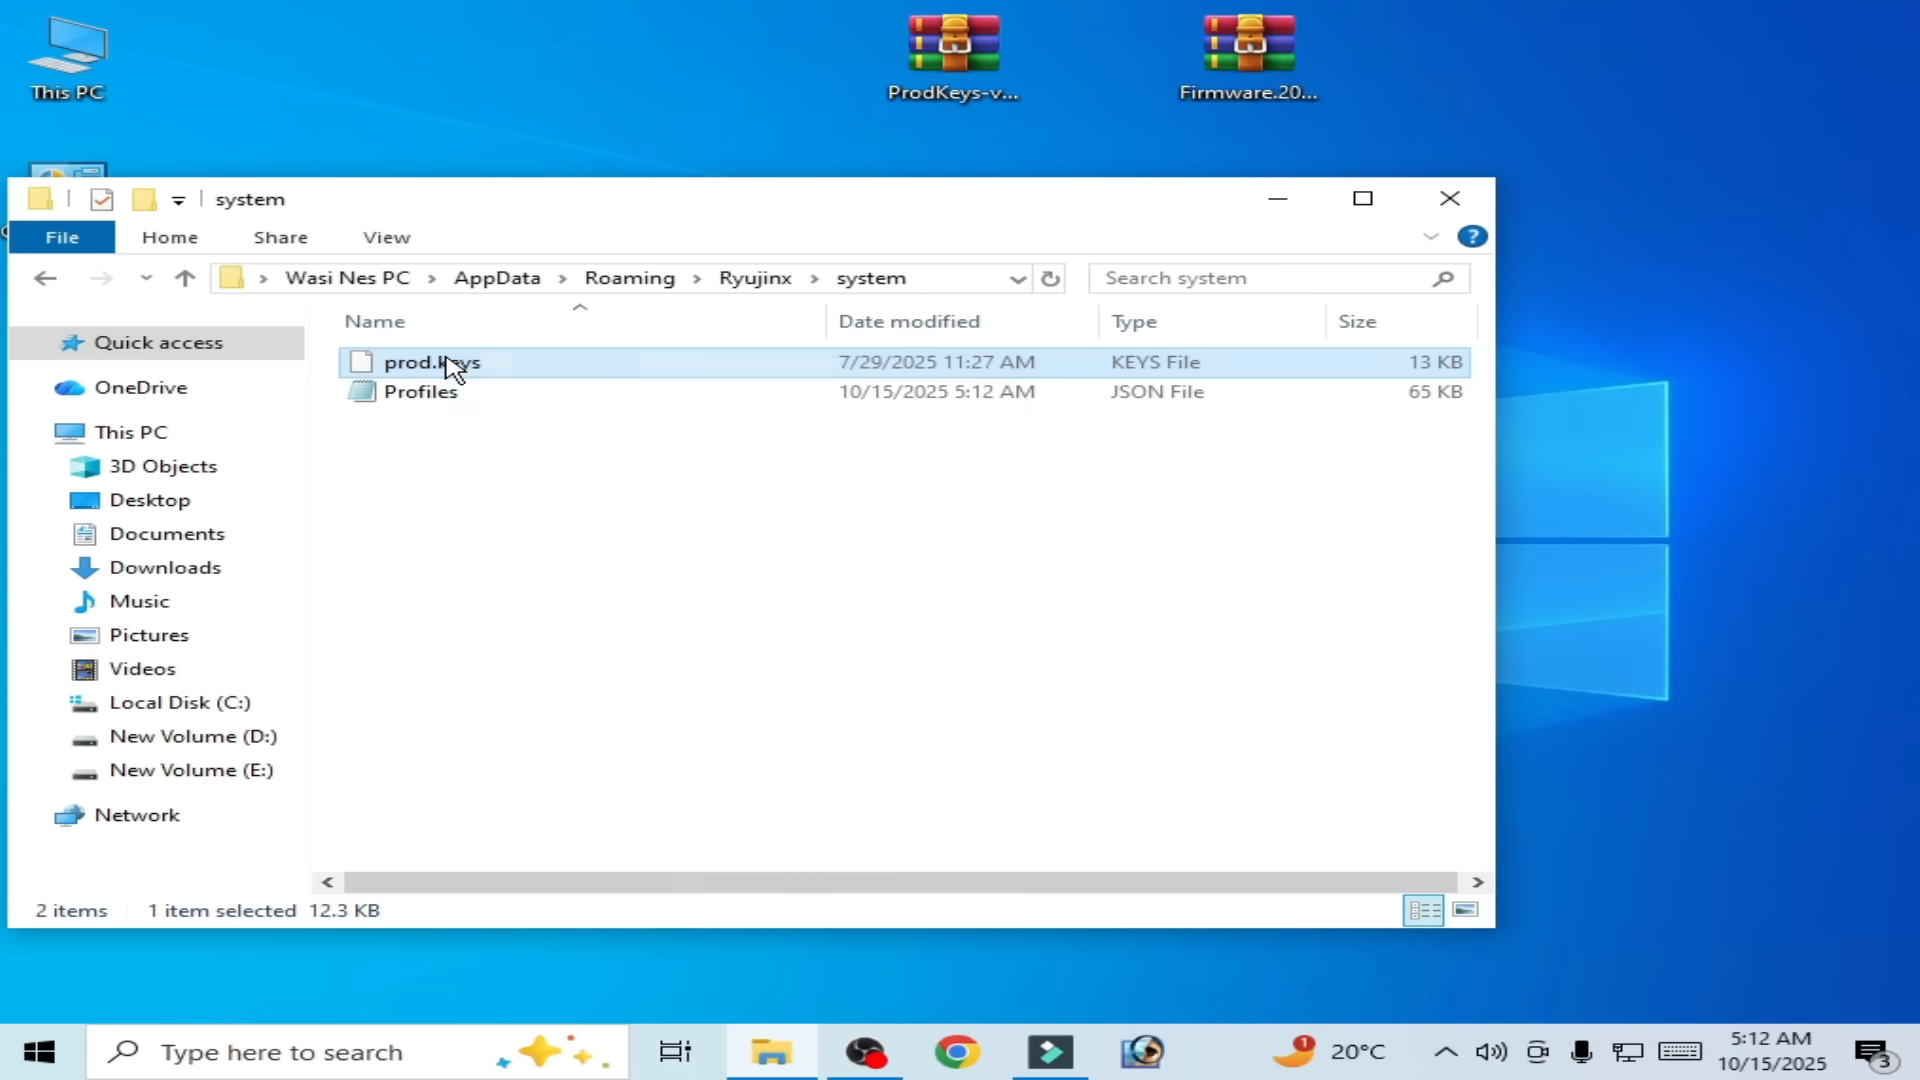 This PC
ProdKeys-v...
Firmware.20...
system
File
Home
Share
View
?
Wasi Nes PC
AppData
Roaming
Ryujinx
system
Search system
Name
Date modified
Type
Size
prod.keys
7/29/2025 11:27 AM
KEYS File
13 KB
Profiles
10/15/2025 5:12 AM
JSON File
65 KB
Quick access
OneDrive
This PC
3D Objects
Desktop
Documents
Downloads
Music
Pictures
Videos
Local Disk (C:)
New Volume (D:)
New Volume (E:)
Network
2 items
1 item selected 12.3 KB
Type here to search
1
20°C
5:12 AM
10/15/2025
3